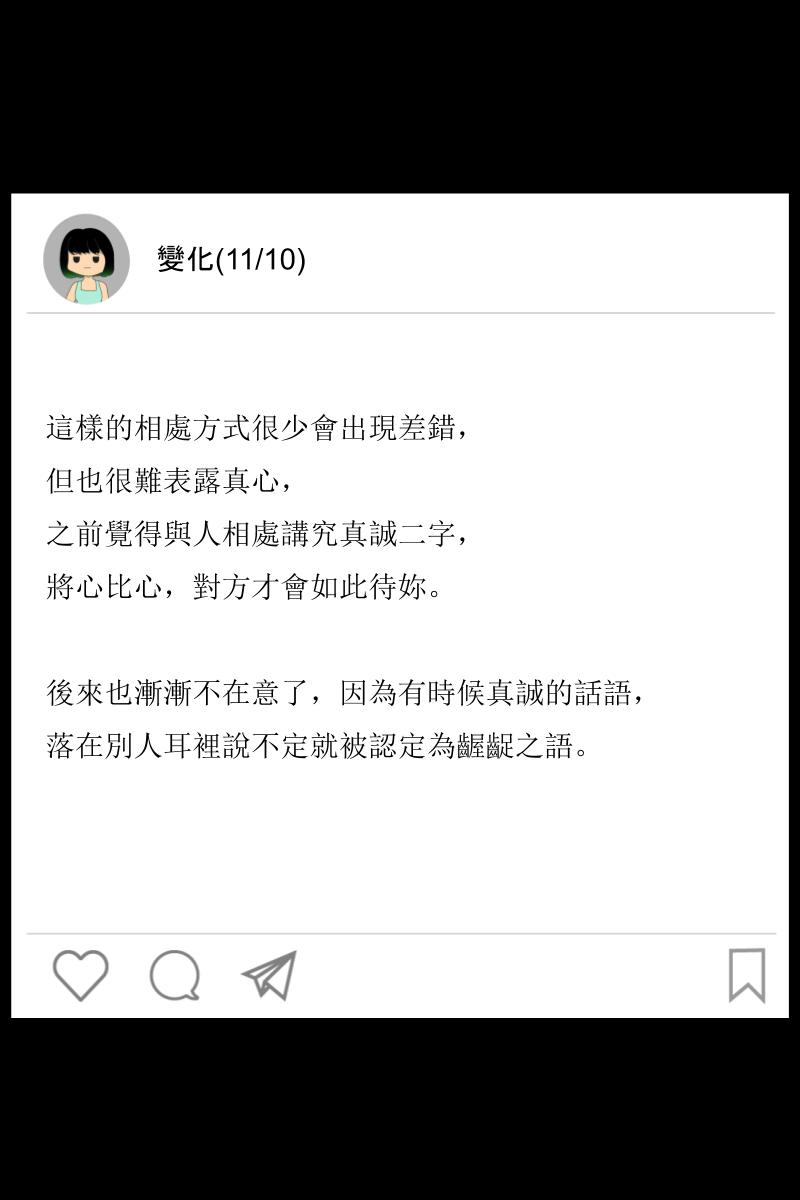 變化(11/10)
這樣的相處方式很少會出現差錯，
但也很難表露真心，
之前覺得與人相處講究真誠二字，
將心比心，對方才會如此待妳。
後來也漸漸不在意了，因為有時候真誠的話語，
落在別人耳裡說不定就被認定為齷齪之語。